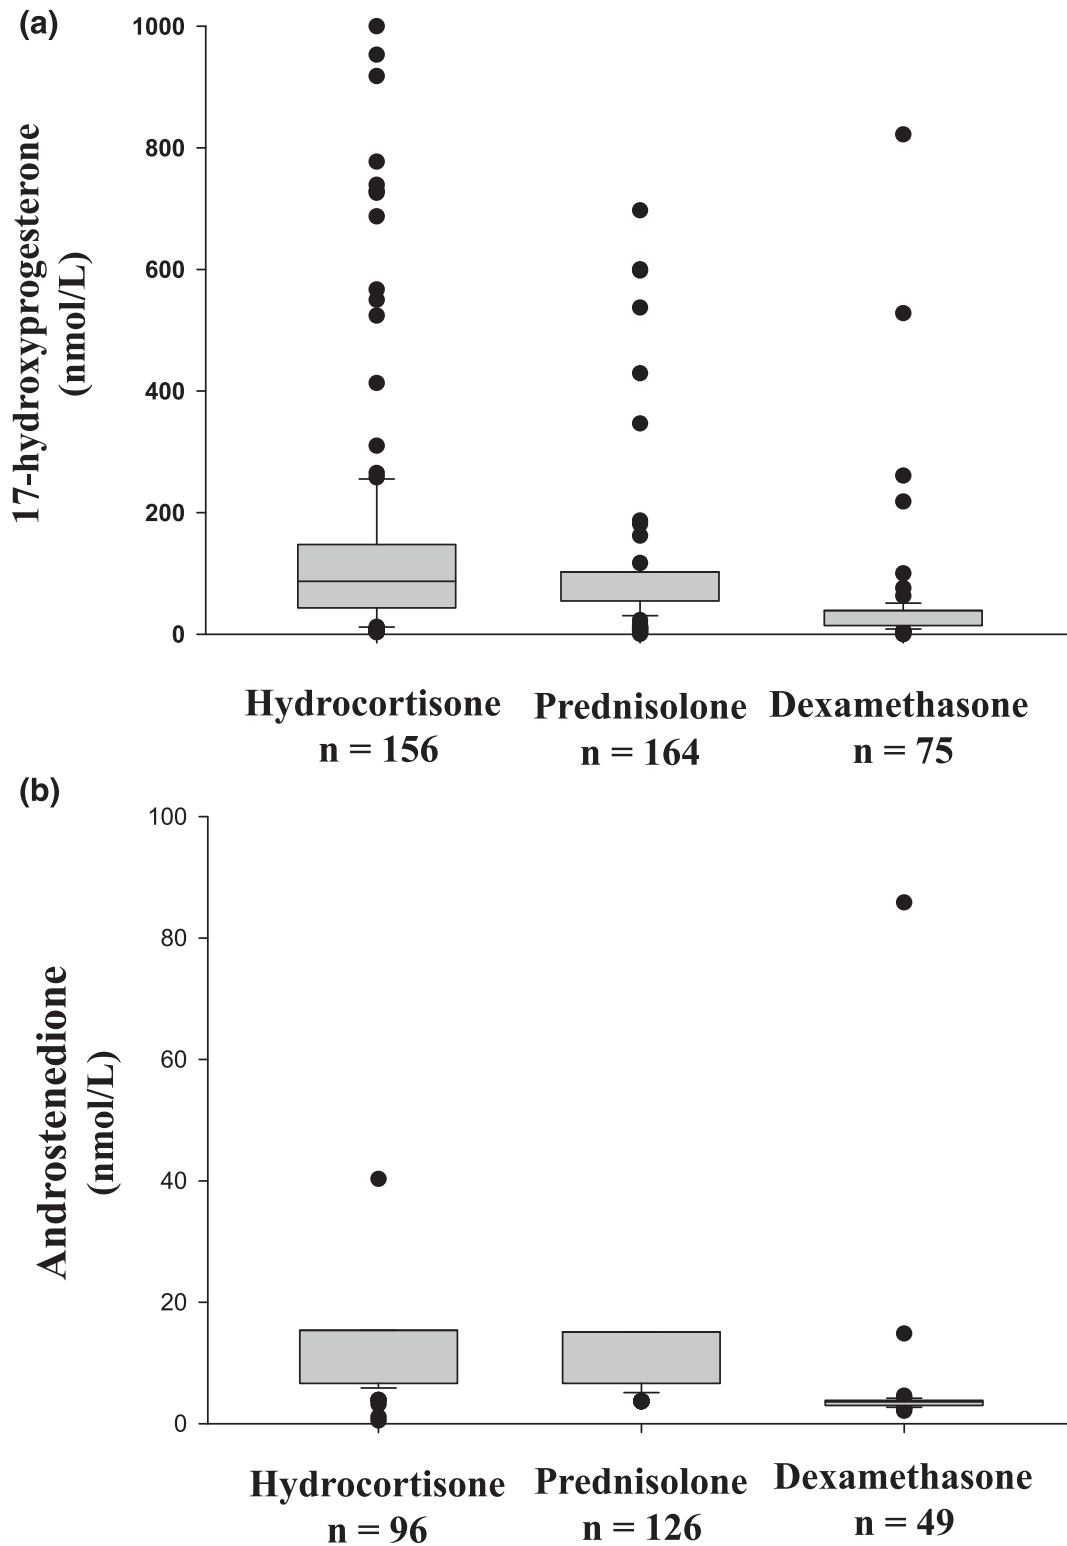 (a)
17-hydroxyprogesterone
(nmol/L)
1000
800
600
400
200
0
Hydrocortisone
n = 156
Prednisolone
n = 164
Dexamethasone
n = 75
(b)
Androstenedione
(nmol/L)
100
80
60
40
20
0
Hydrocortisone
n = 96
Prednisolone
n = 126
Dexamethasone
n = 49